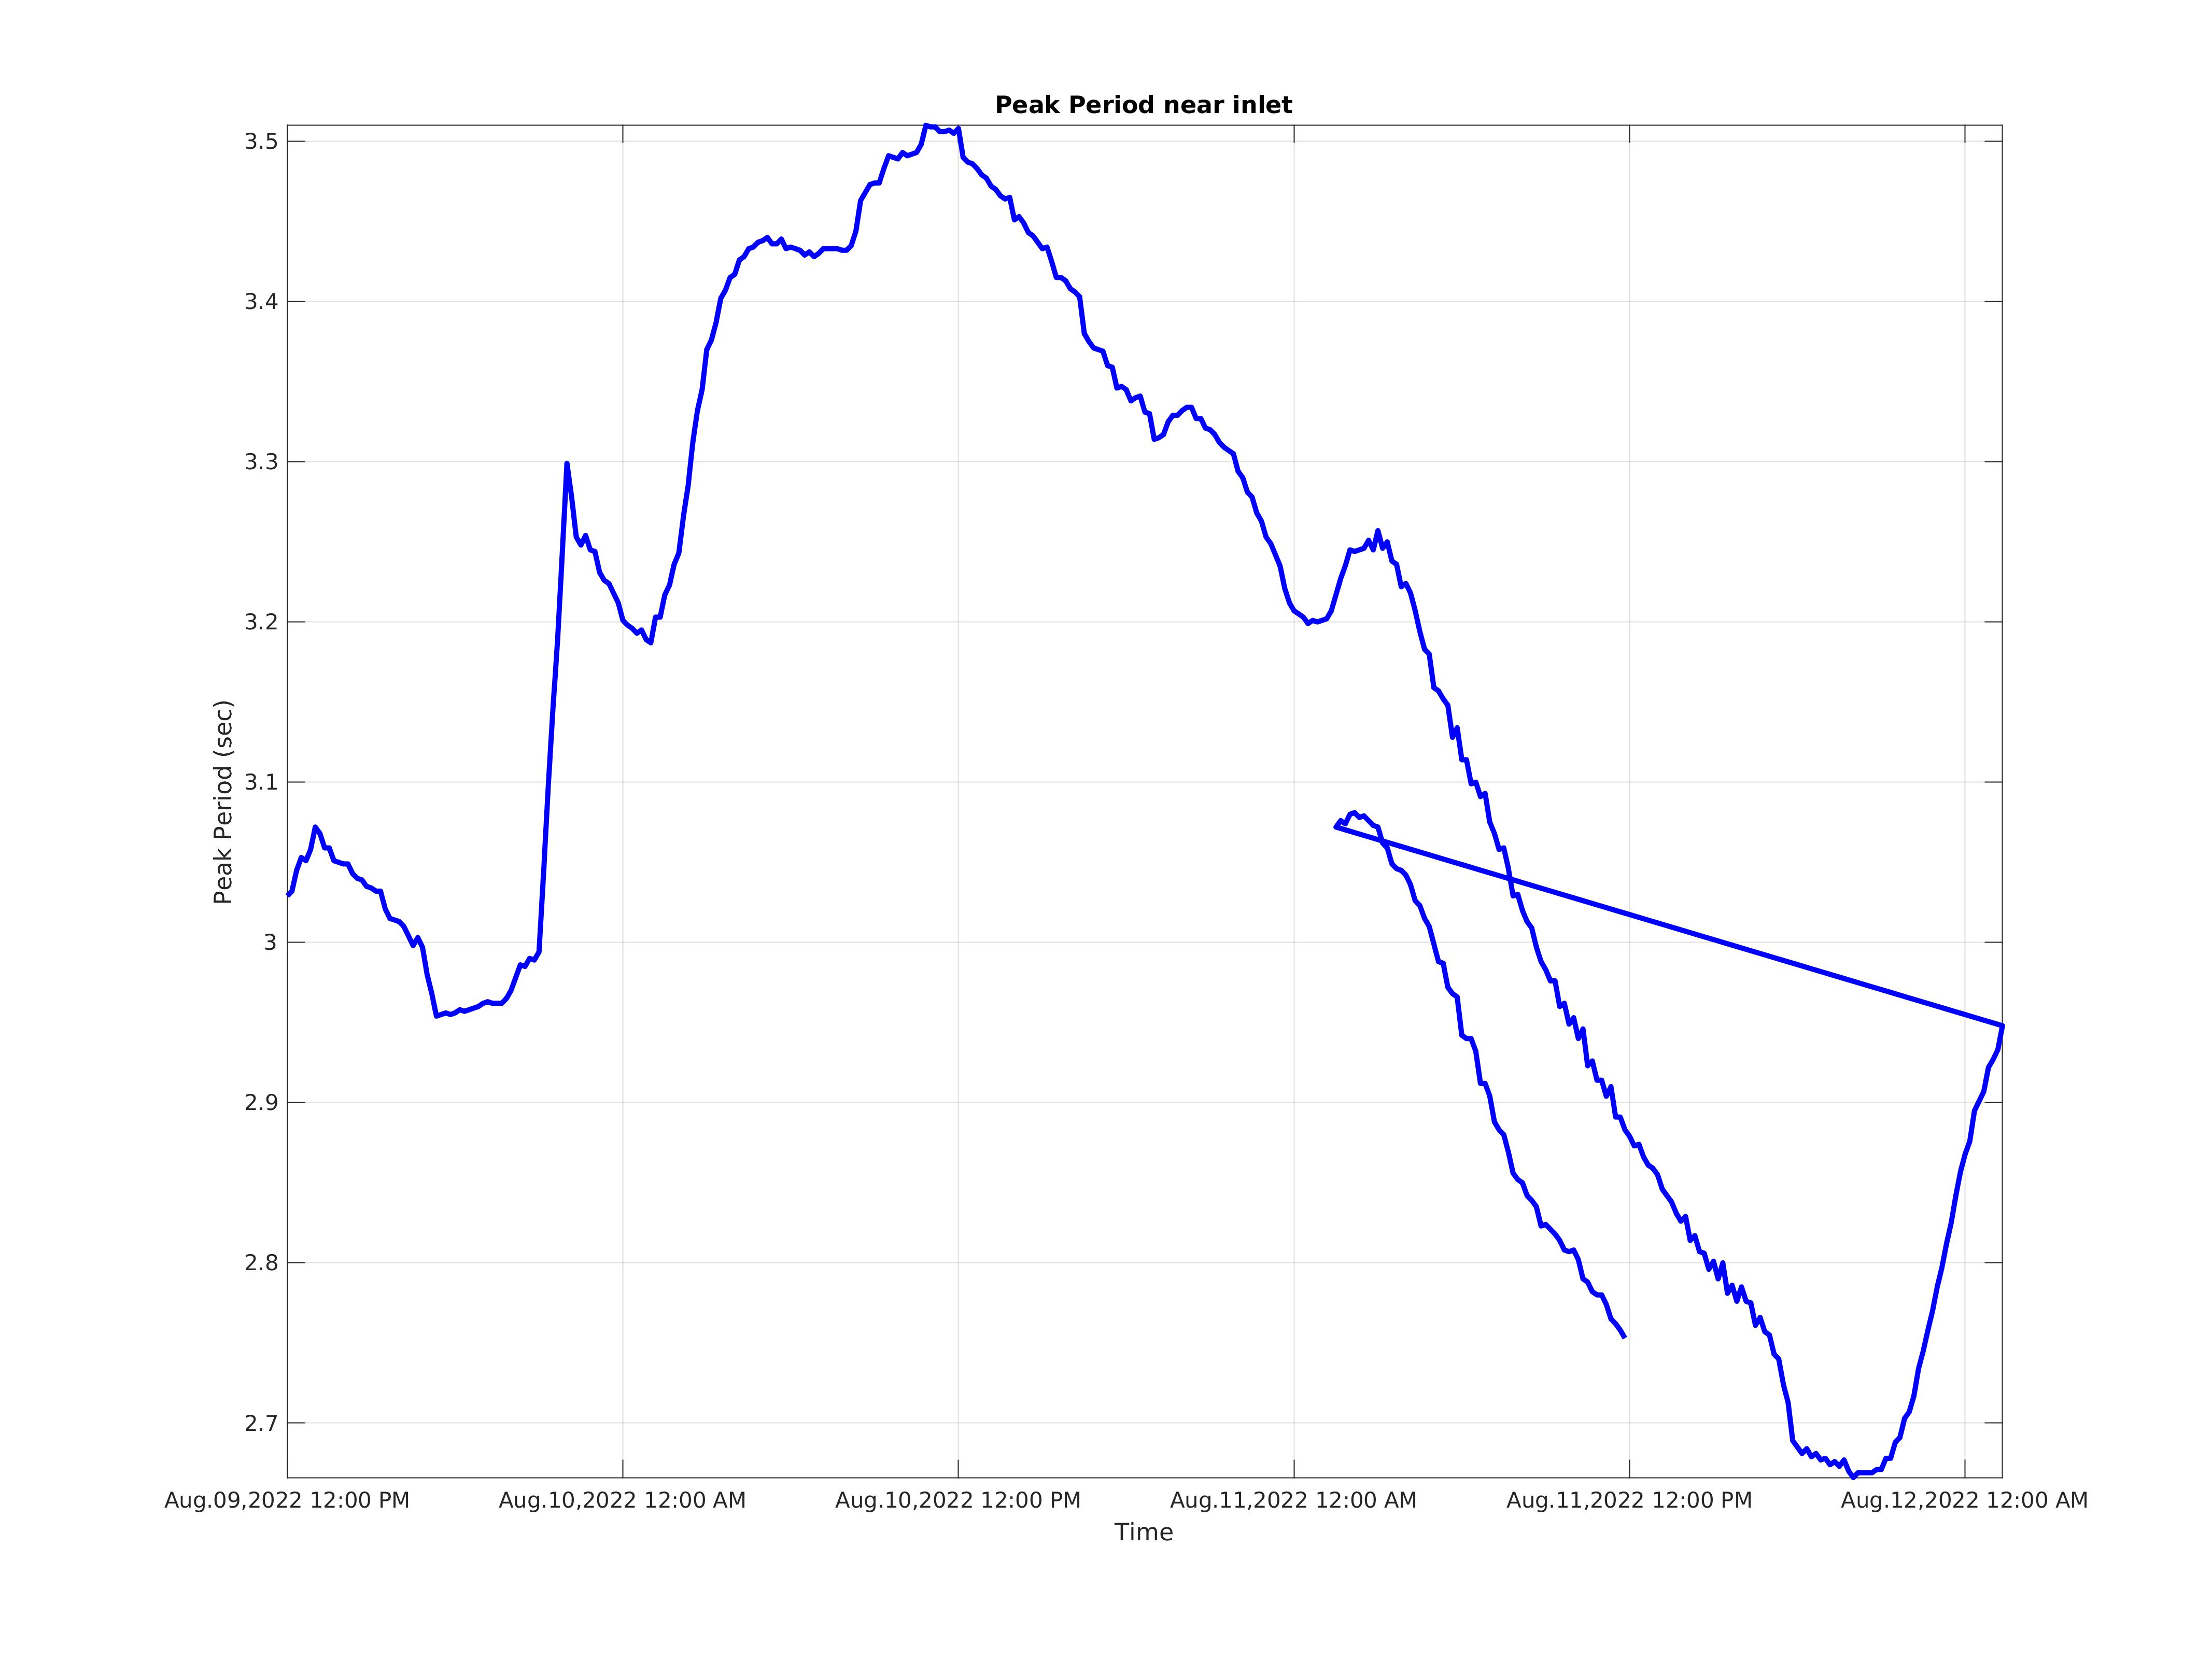 Peak Period near inlet
3.5
3.4
3.3
3.2
3.1
3
2.9
2.8
2.7
Peak Period (sec)
Aug.09,2022 12:00 PM
Aug.10,2022 12:00 AM
Aug.10,2022 12:00 PM
Aug.11,2022 12:00 AM
Aug.11,2022 12:00 PM
Aug.12,2022 12:00 AM
Time